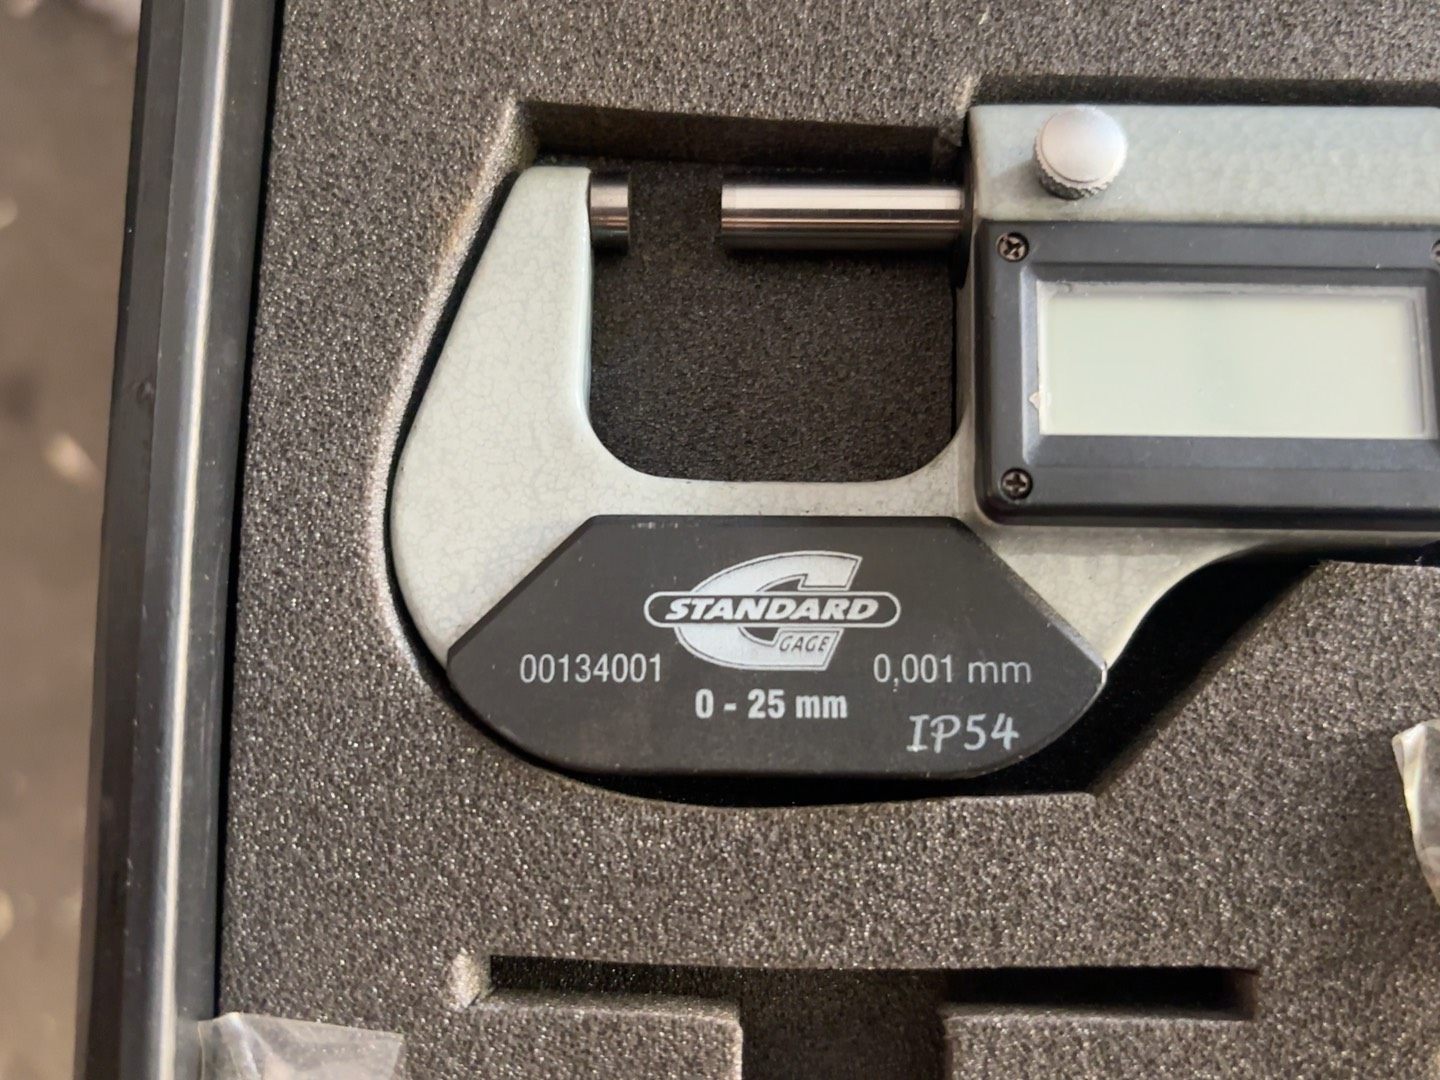 STANDARD
GAGE
00134001
0,001 mm
0 - 25 mm
IP54